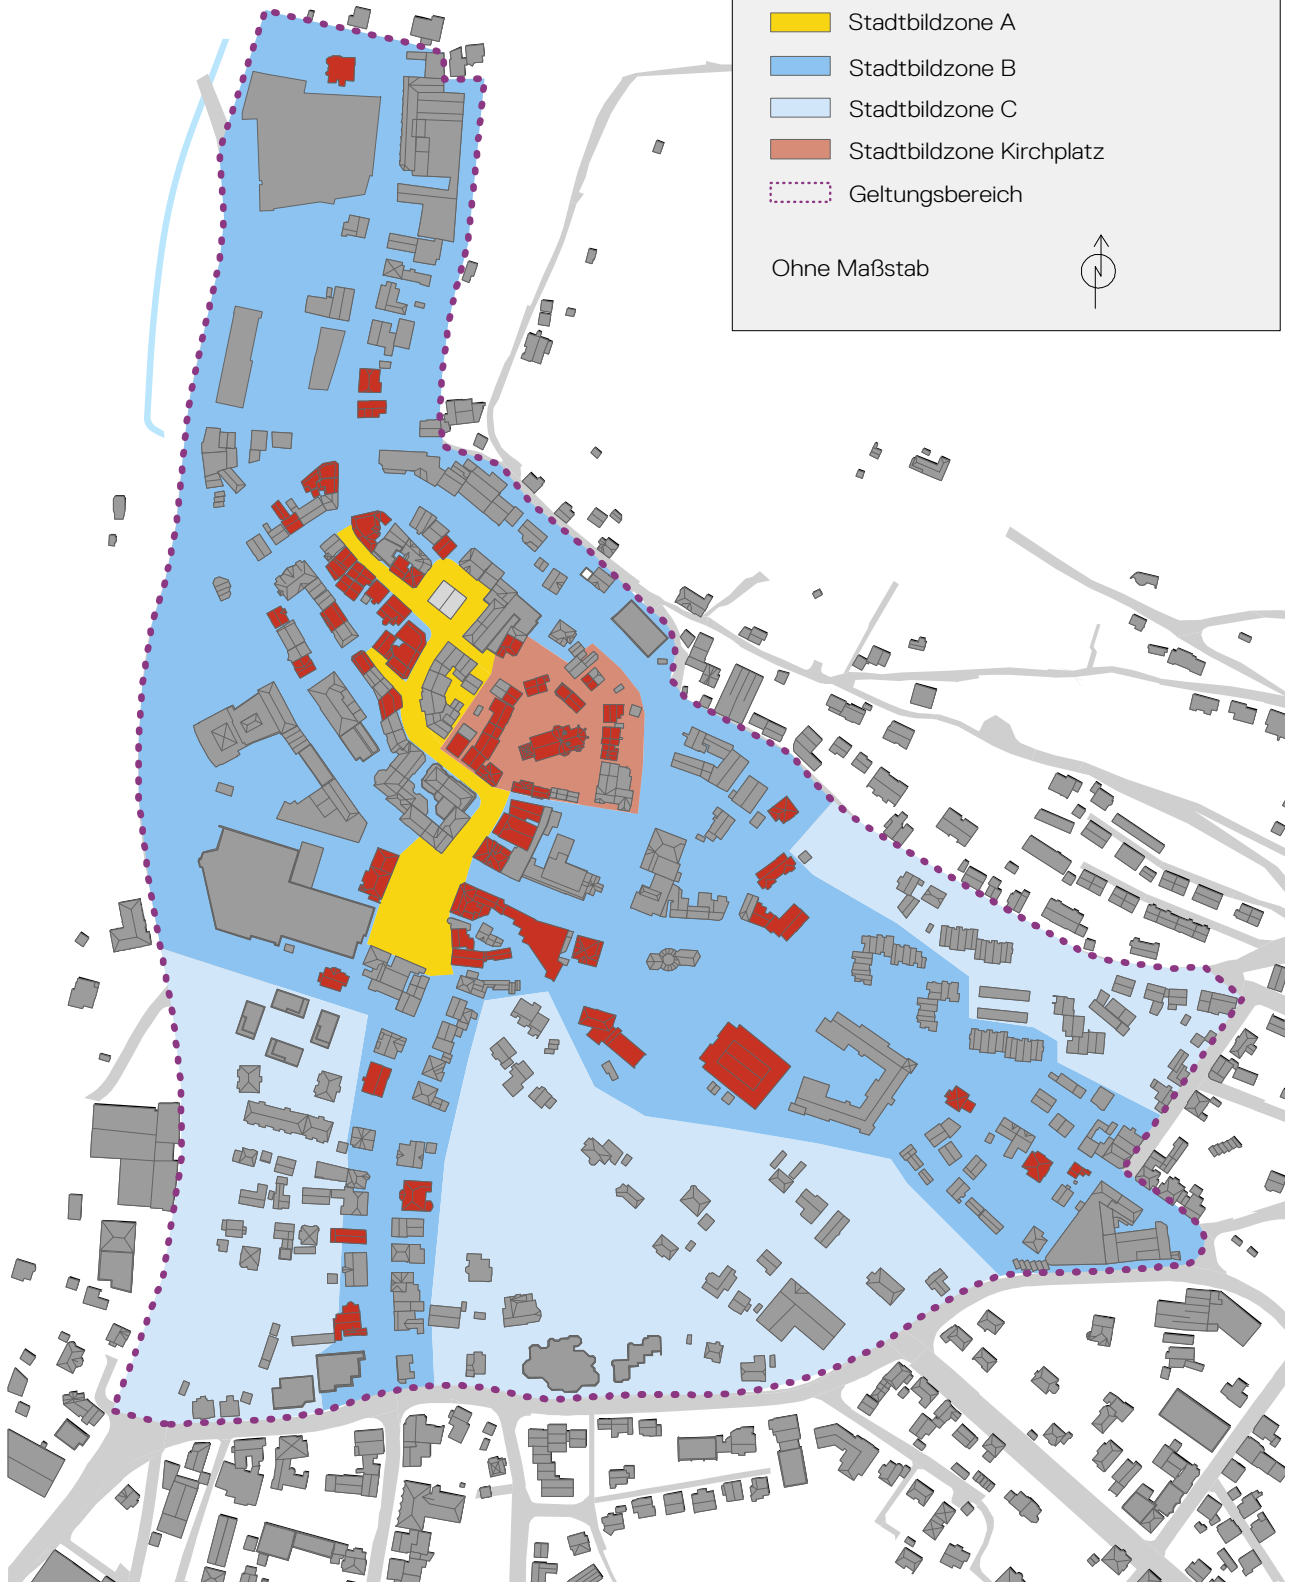 Stadtbildzone A
Stadtbildzone B
Stadtbildzone C
Stadtbildzone Kirchplatz
Geltungsbereich
Ohne Maßstab